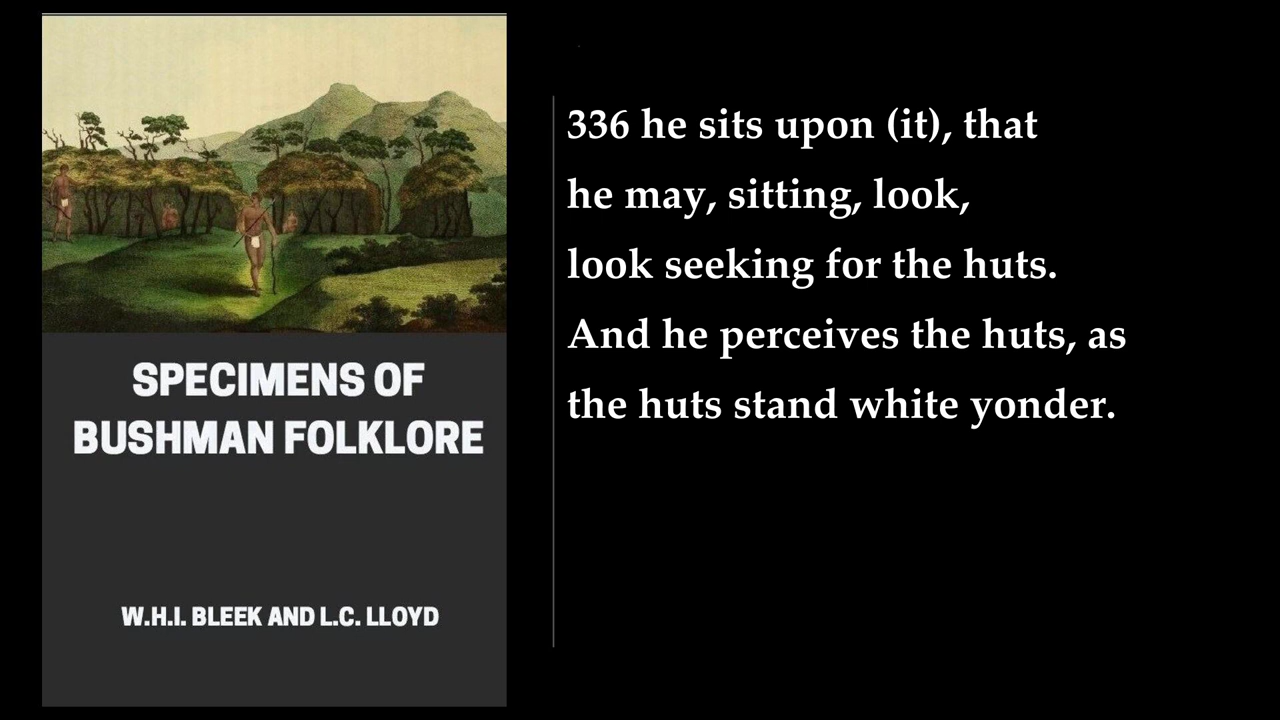 SPECIMENS OF
BUSHMAN FOLKLORE
W.H.I. BLEEK AND L.C. LLOYD
336 he sits upon (it), that
he may, sitting, look,
look seeking for the huts.
And he perceives the huts, as
the huts stand white yonder.